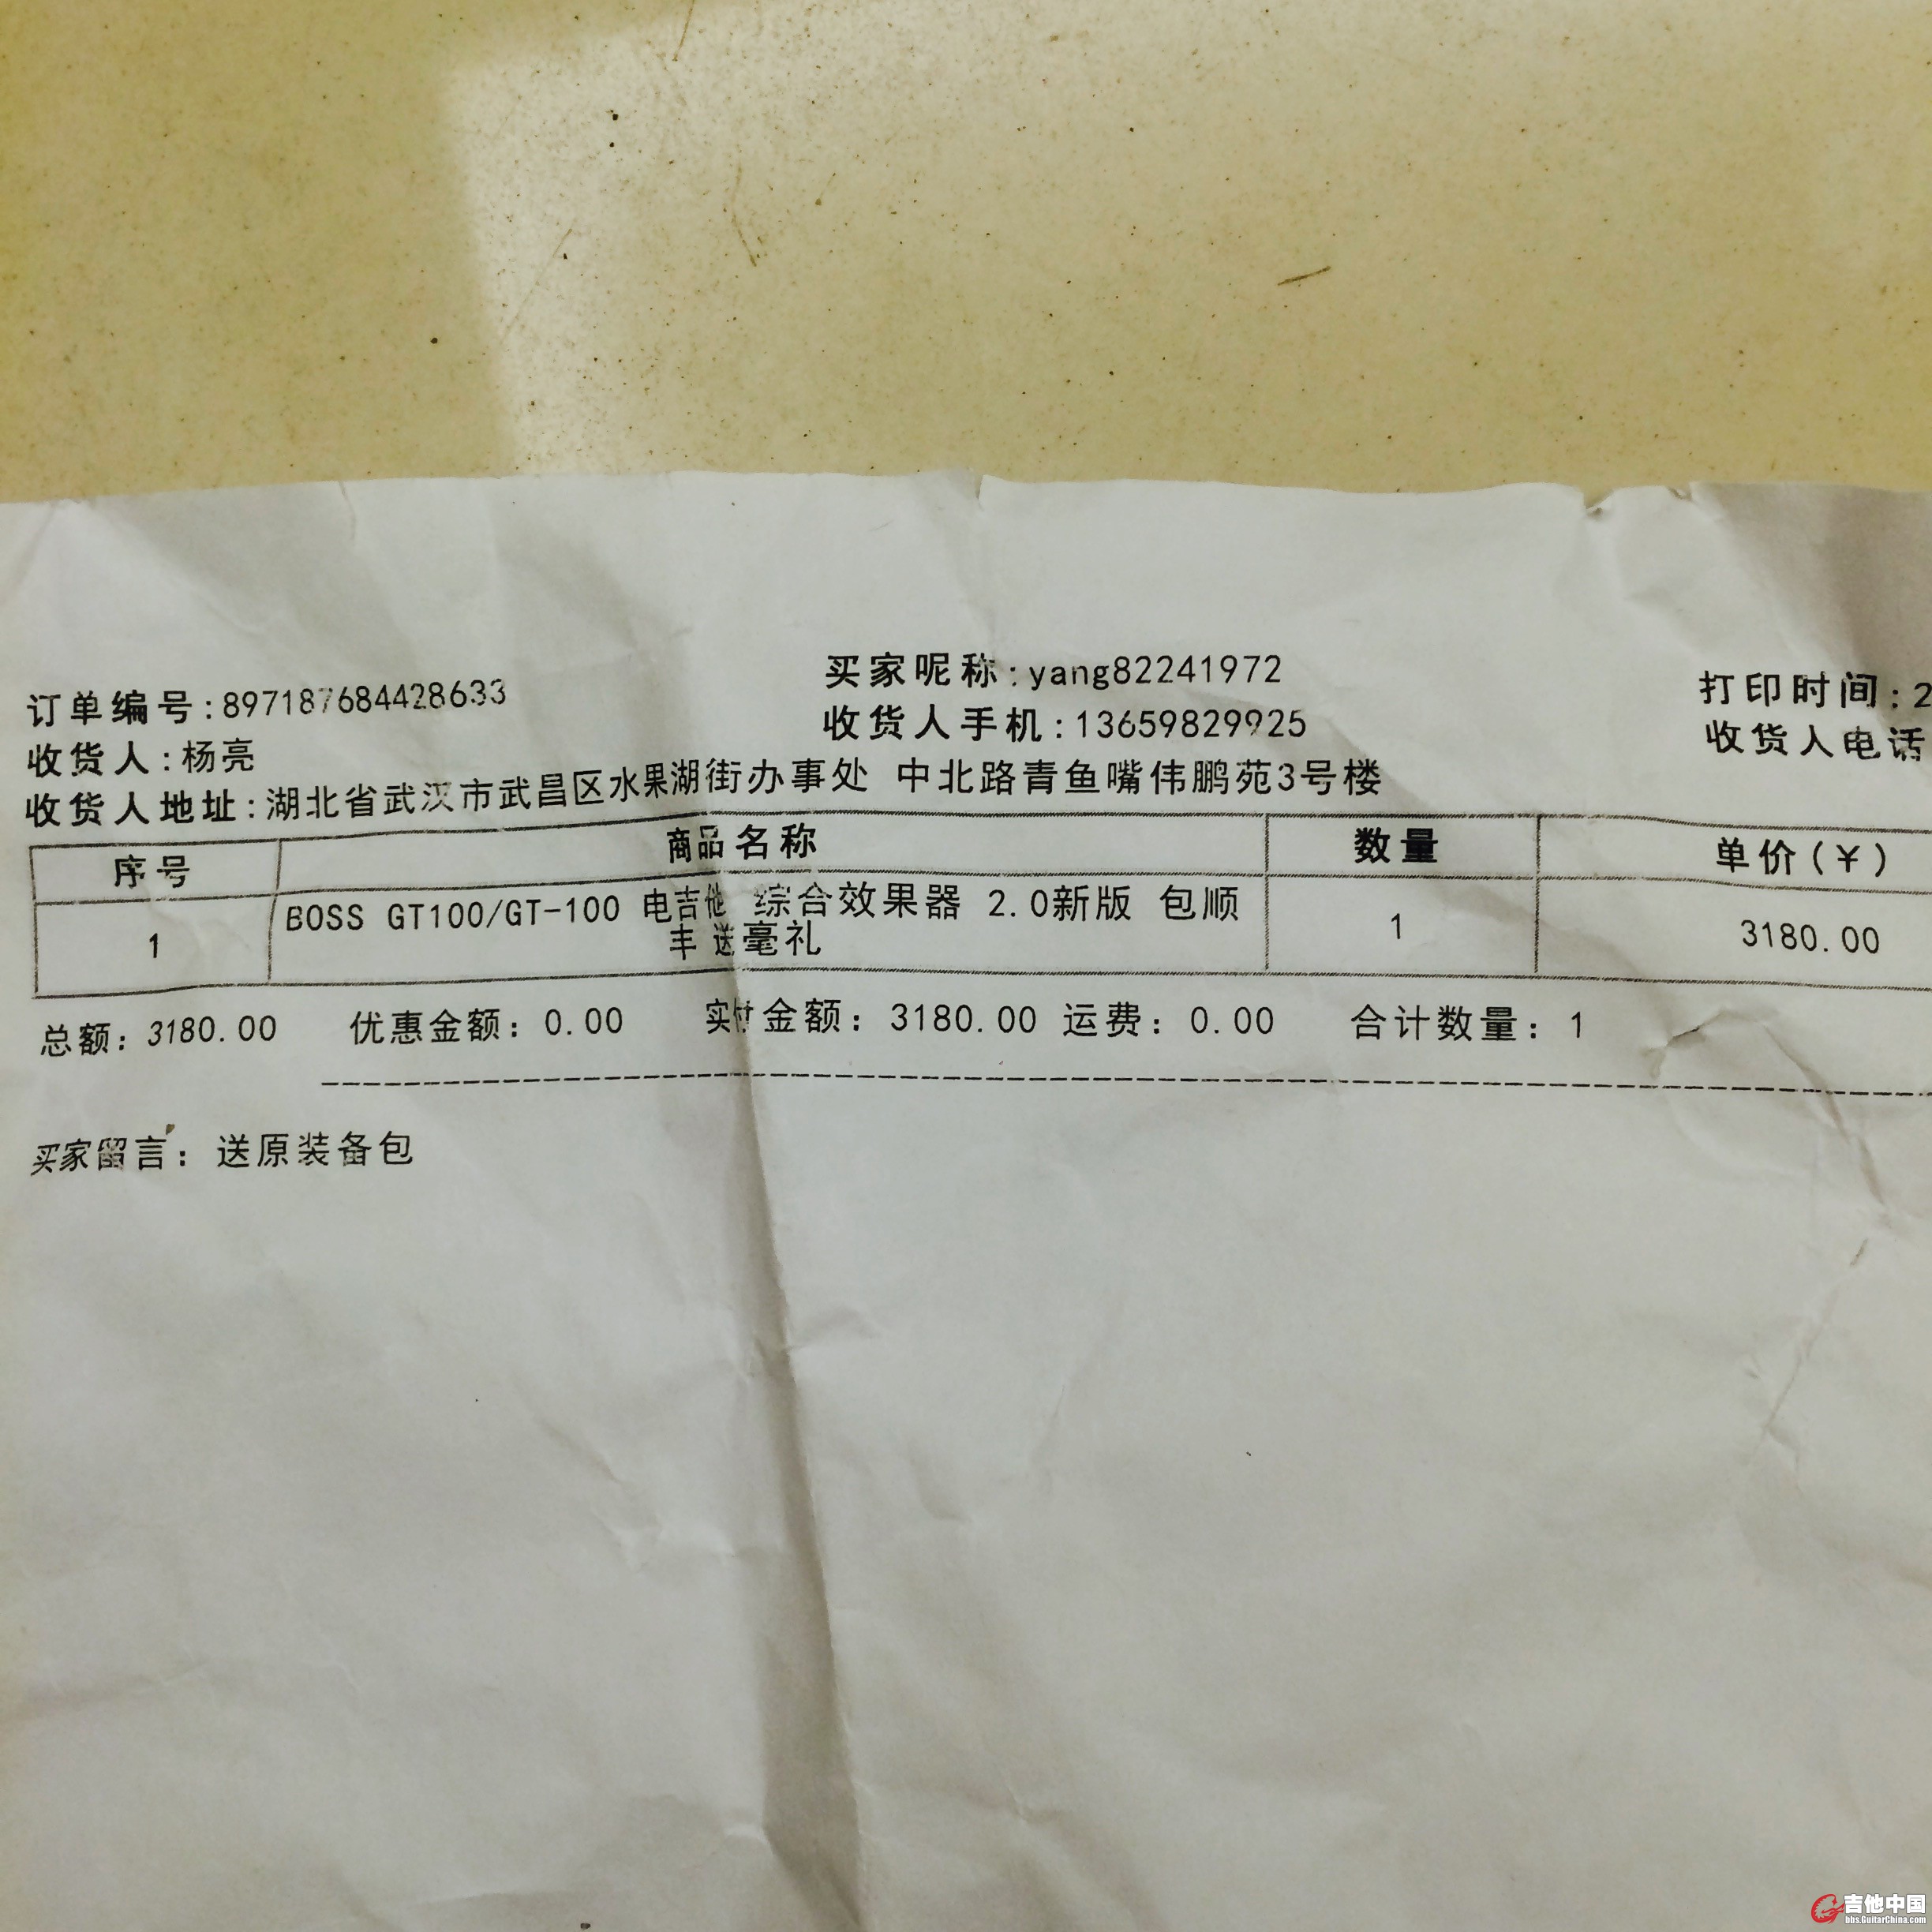 订单编号:897187684428633 买家呢称:yang82241972 打印时间:2
收货人:杨亮 收货人手机:13659829925 收货人电话
收货人地址:湖北省武汉市武昌区水果湖街办事处 中北路青鱼嘴伟鹏苑3号楼
序号 商品名称 数量 单价(¥)
1 BOSS GT100/GT-100 电吉他 综合效果器 2.0新版 包顺 1 3180.00
丰 送毫礼
总额: 3180.00 优惠金额: 0.00 实付金额: 3180.00 运费: 0.00 合计数量: 1
买家留言: 送原装备包
吉他中国
bbs.GuitarChina.com